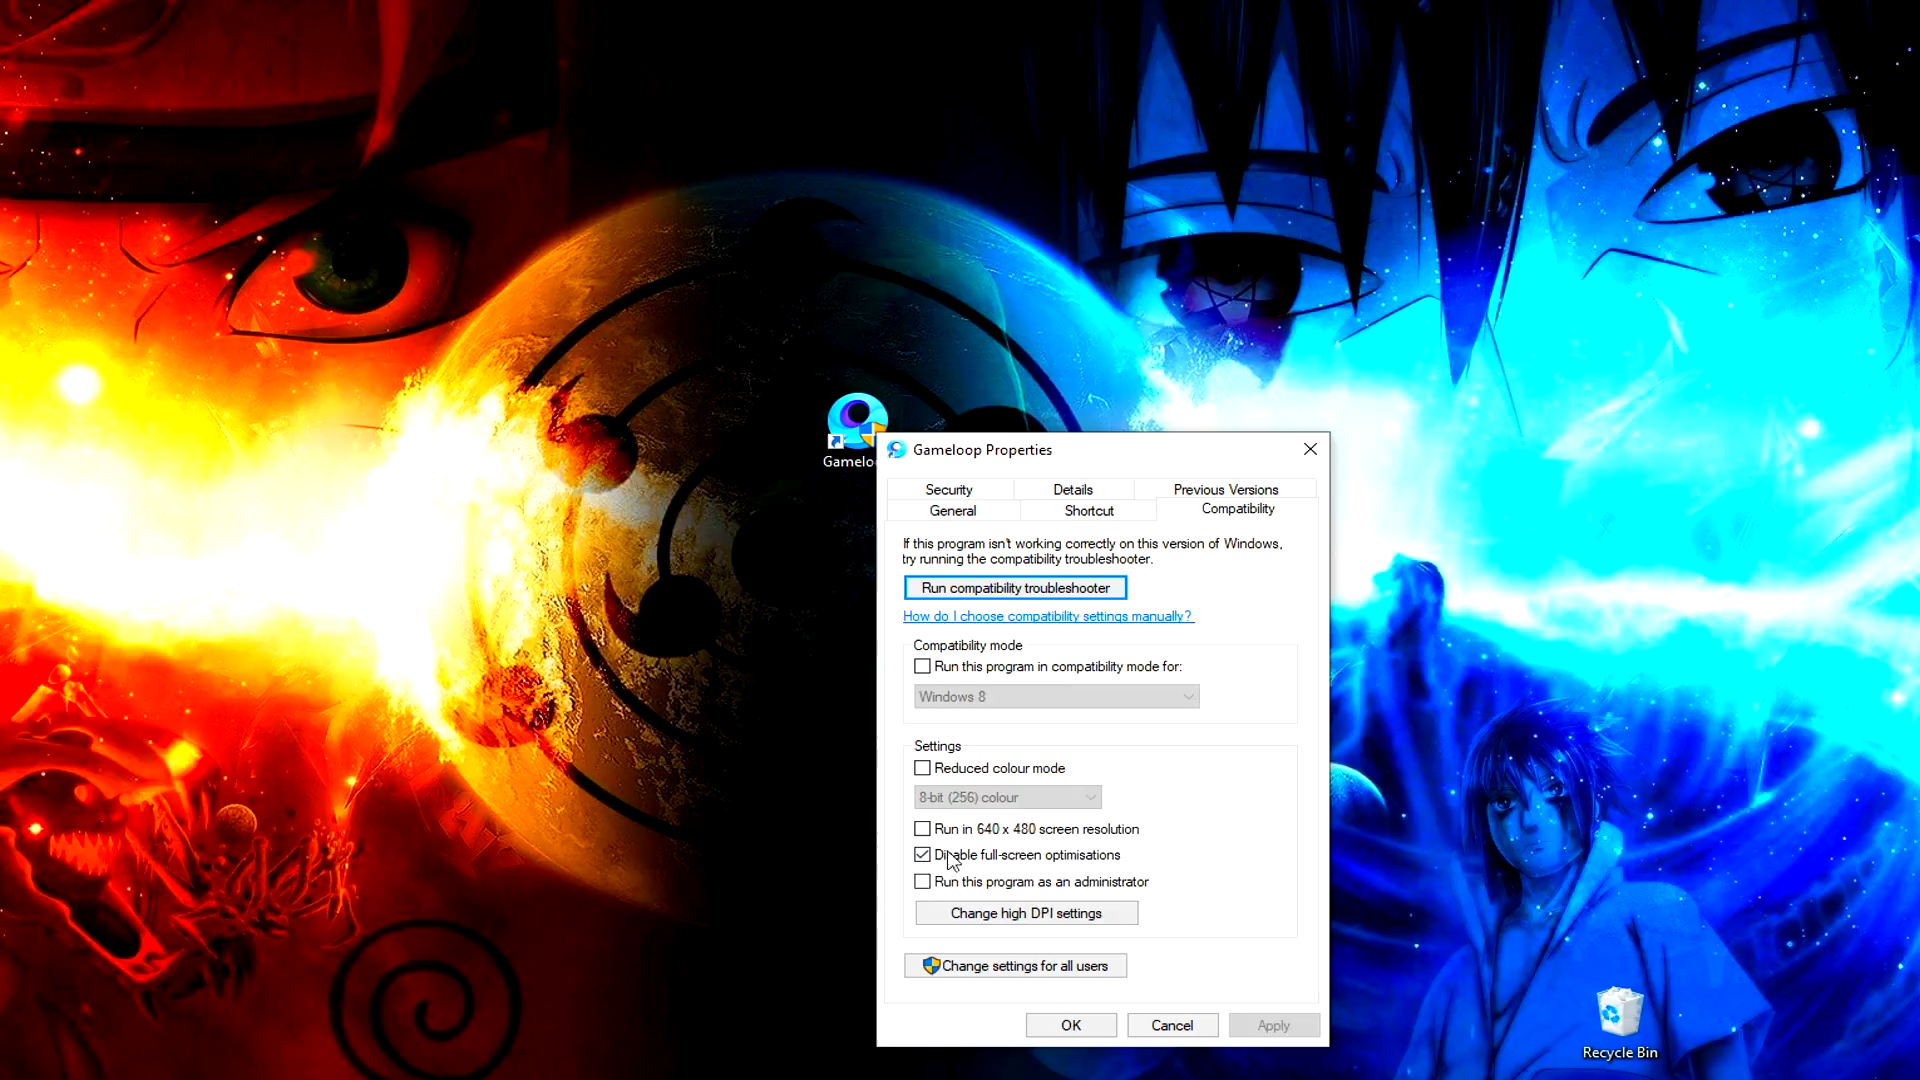 Gameloop Properties
Security
Details
Previous Versions
General
Shortcut
Compatibility
If this program isn't working correctly on this version of Windows,
try running the compatibility troubleshooter.
Run compatibility troubleshooter
How do I choose compatibility settings manually?
Compatibility mode
Run this program in compatibility mode for:
Windows 8
Settings
Reduced colour mode
8-bit (256) colour
Run in 640 x 480 screen resolution
Disable full-screen optimisations
Run this program as an administrator
Change high DPI settings
Change settings for all users
OK
Cancel
Apply
Recycle Bin